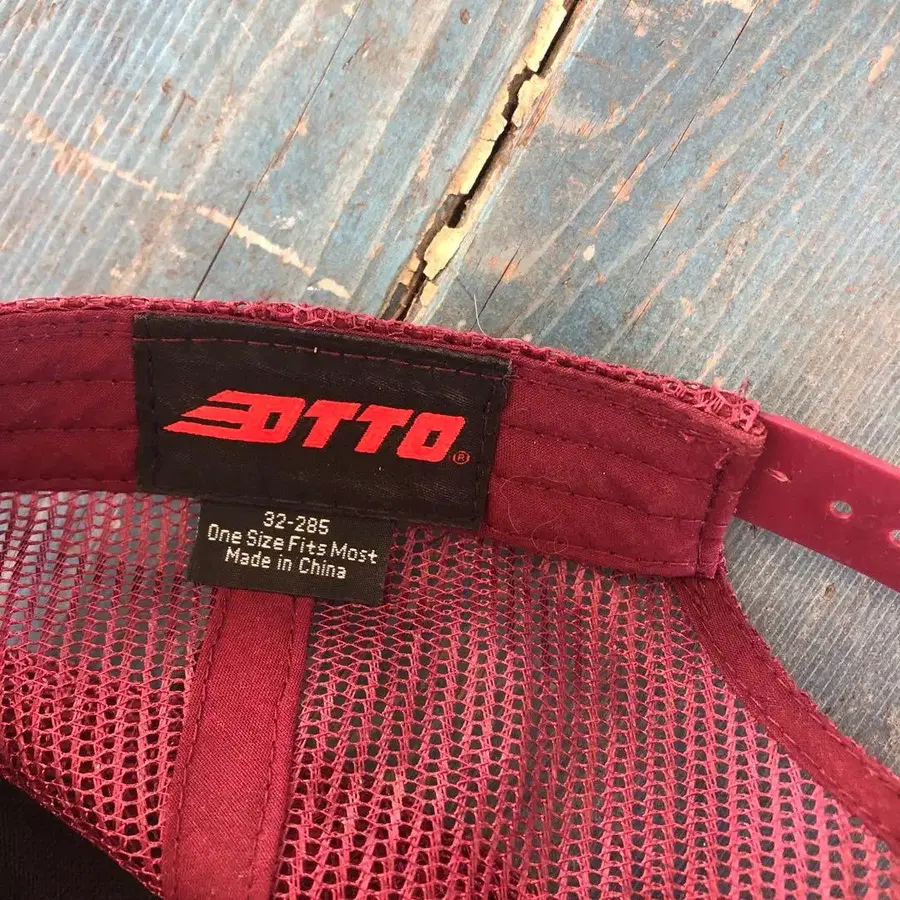 OTTO®
32-285
One Size Fits Most
Made in China